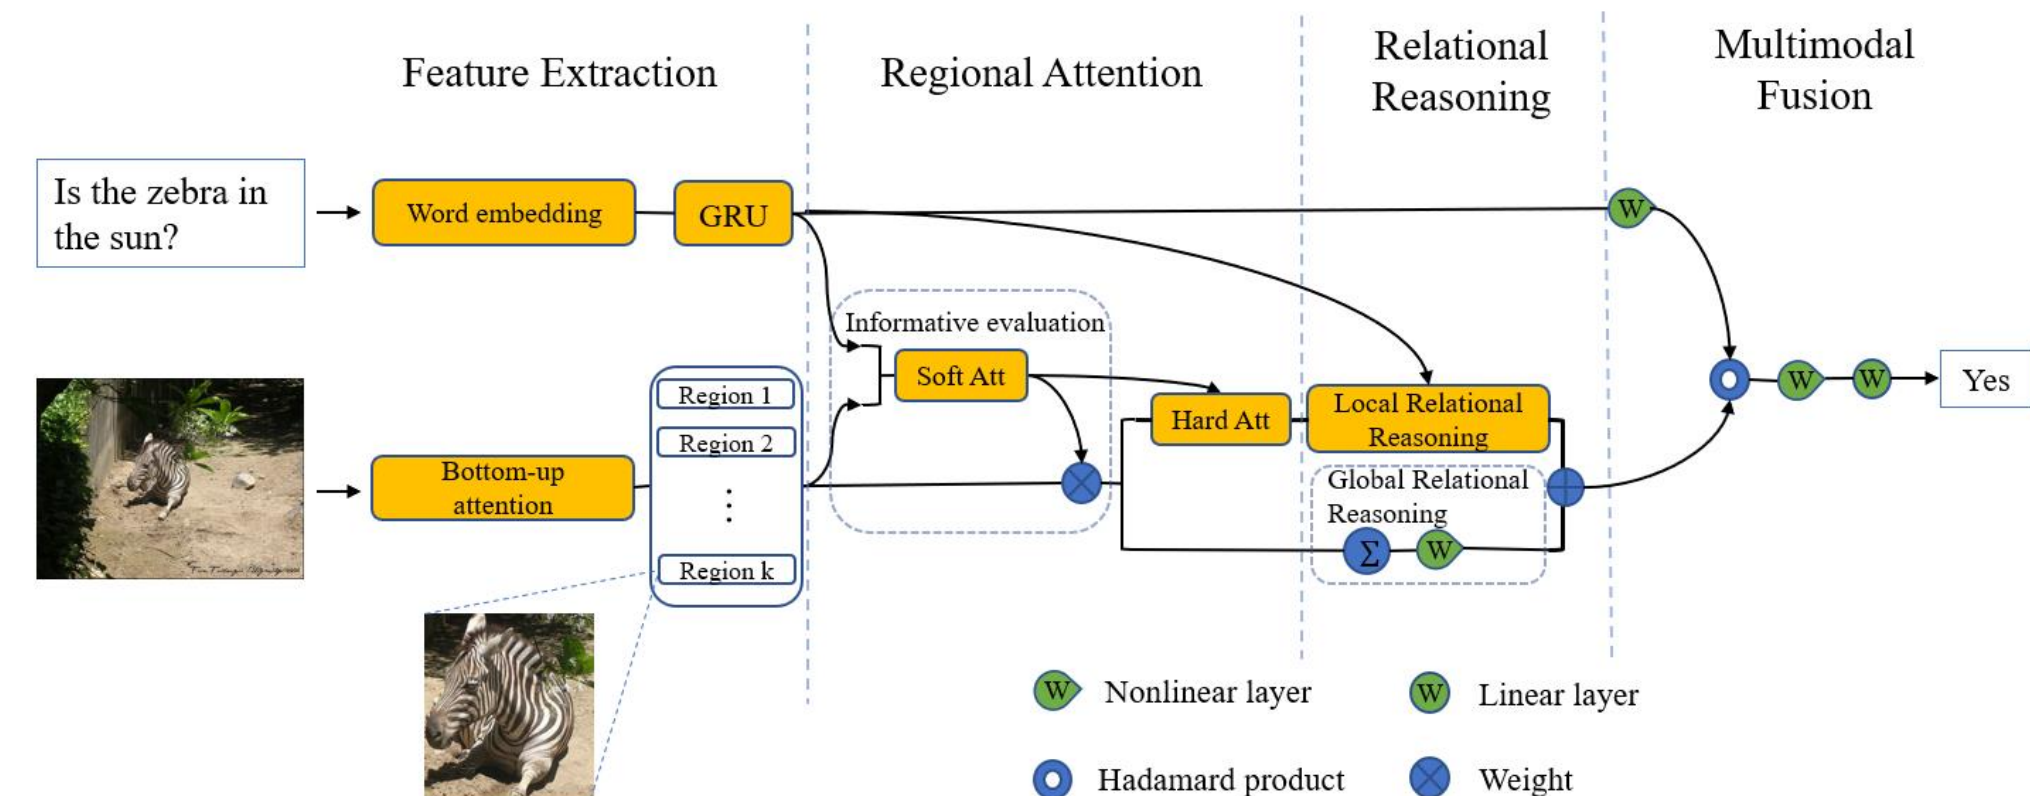 Feature Extraction
Regional Attention
Relational
Reasoning
Multimodal
Fusion
Is the zebra in
the sun?
Word embedding
GRU
W
Informative evaluation
Soft Att
Hard Att
Local Relational
Reasoning
Global Relational
Reasoning
Σ
W
W
W
Yes
Bottom-up
attention
Region 1
Region 2
⋮
Region k
W Nonlinear layer
W Linear layer
Hadamard product
Weight